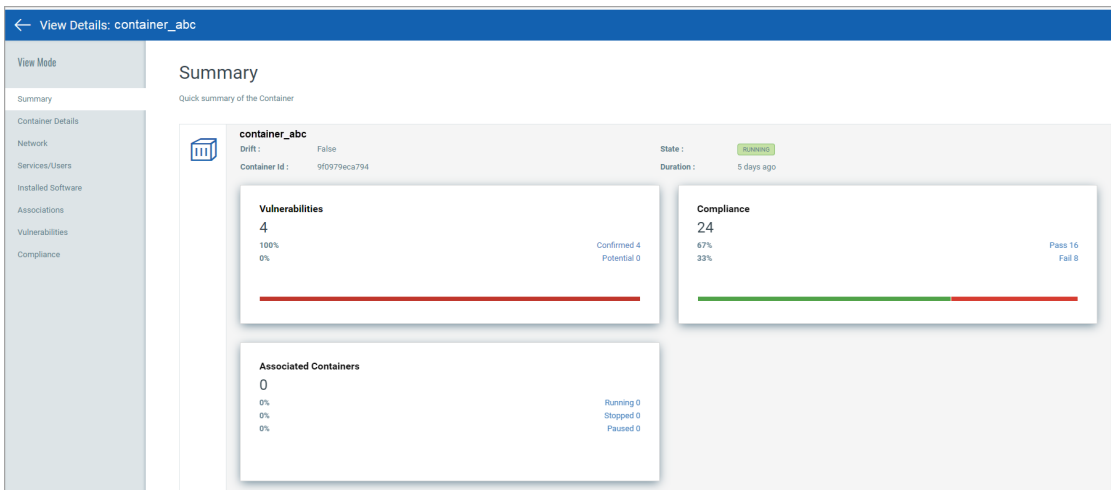 View Details: container_abc
View Mode
Summary
Container Details
Network
Services/Users
Installed Software
Associations
Vulnerabilities
Compliance
Summary
Quick summary of the Container
container_abc
Drift : False State : RUNNING
Container Id : 9f0979eca794 Duration : 5 days ago
Vulnerabilities
4
100% Confirmed 4
0% Potential 0
Compliance
24
67% Pass 16
33% Fail 8
Associated Containers
0
0% Running 0
0% Stopped 0
0% Paused 0